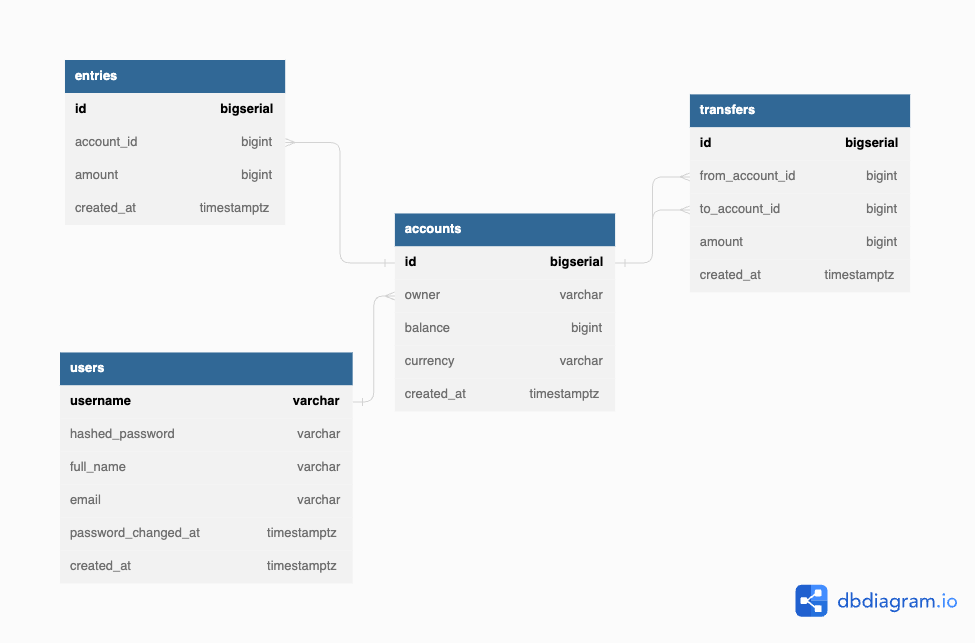 entries
id bigserial
account_id bigint
amount bigint
created_at timestamptz
transfers
id bigserial
from_account_id bigint
to_account_id bigint
amount bigint
created_at timestamptz
accounts
id bigserial
owner varchar
balance bigint
currency varchar
created_at timestamptz
users
username varchar
hashed_password varchar
full_name varchar
email varchar
password_changed_at timestamptz
created_at timestamptz
dbdiagram.io